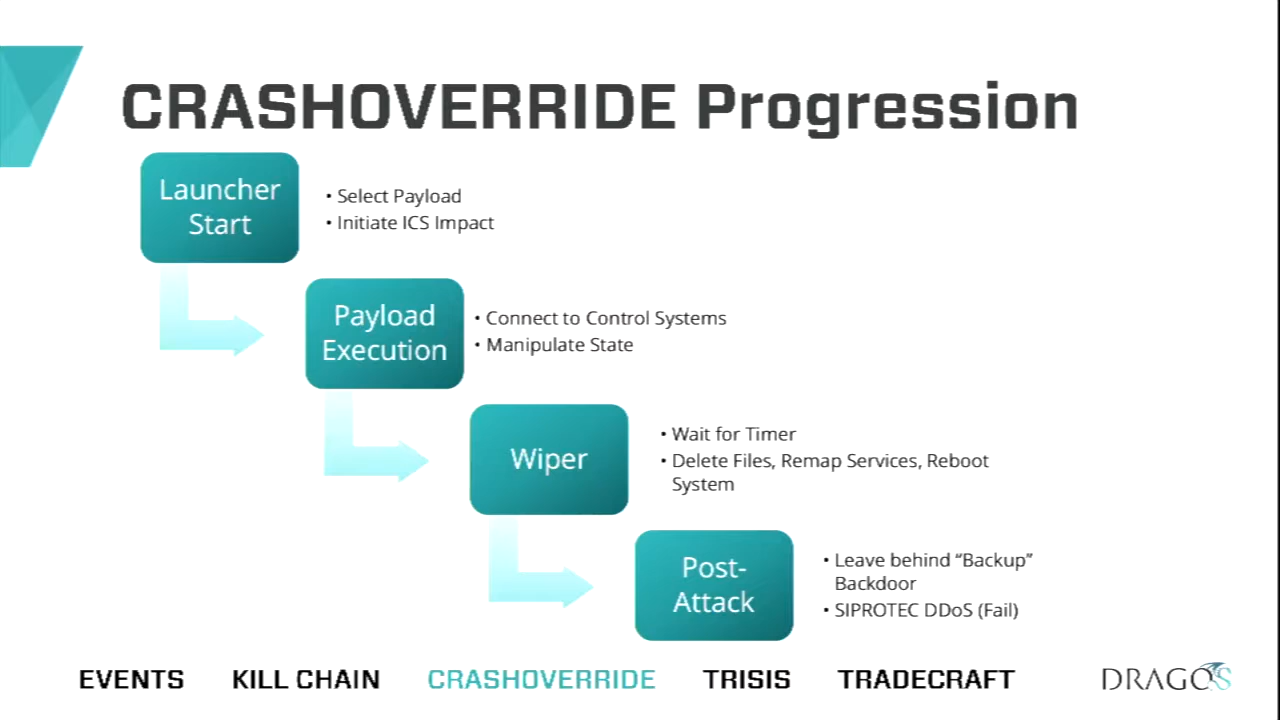 CRASHOVERRIDE Progression
Launcher
Start
• Select Payload
• Initiate ICS Impact
Payload
Execution
• Connect to Control Systems
• Manipulate State
Wiper
• Wait for Timer
• Delete Files, Remap Services, Reboot
System
Post-
Attack
• Leave behind “Backup”
Backdoor
• SIPROTEC DDoS (Fail)
EVENTS KILL CHAIN CRASHOVERRIDE TRISIS TRADECRAFT DRAGOS